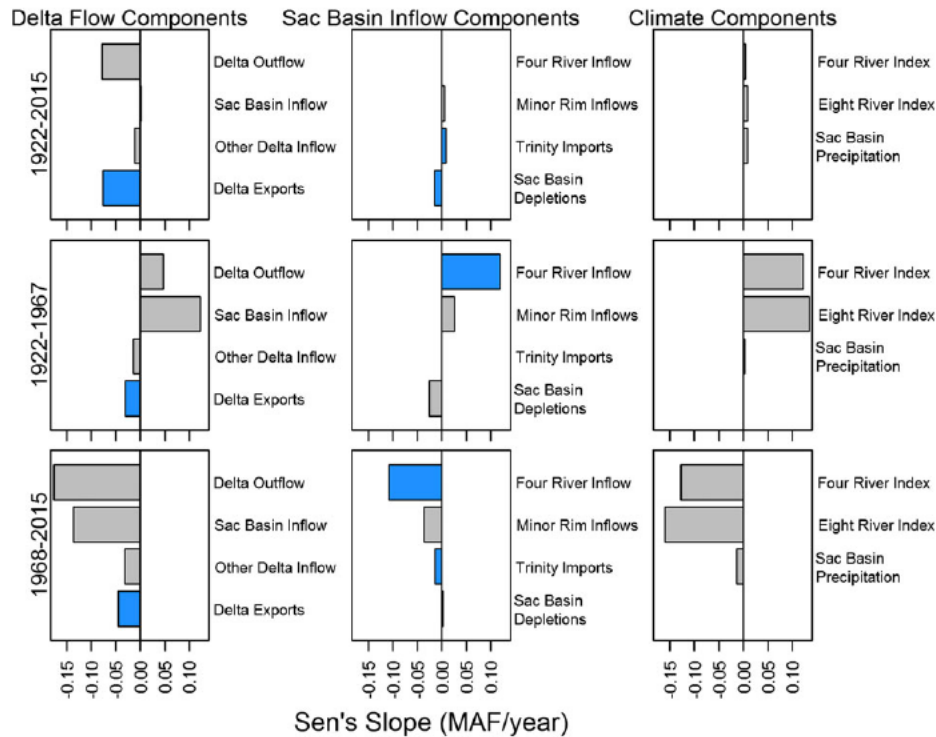 Delta Flow Components
Sac Basin Inflow Components
Climate Components
1922-2015
Delta Outflow
Sac Basin Inflow
Other Delta Inflow
Delta Exports
Four River Inflow
Minor Rim Inflows
Trinity Imports
Sac Basin
Depletions
Four River Index
Eight River Index
Sac Basin
Precipitation
1922-1967
Delta Outflow
Sac Basin Inflow
Other Delta Inflow
Delta Exports
Four River Inflow
Minor Rim Inflows
Trinity Imports
Sac Basin
Depletions
Four River Index
Eight River Index
Sac Basin
Precipitation
1968-2015
Delta Outflow
Sac Basin Inflow
Other Delta Inflow
Delta Exports
Four River Inflow
Minor Rim Inflows
Trinity Imports
Sac Basin
Depletions
Four River Index
Eight River Index
Sac Basin
Precipitation
-0.15 -0.05 0.00 0.05 0.10
-0.15 -0.05 0.00 0.05 0.10
-0.15 -0.05 0.00 0.05 0.10
Sen's Slope (MAF/year)